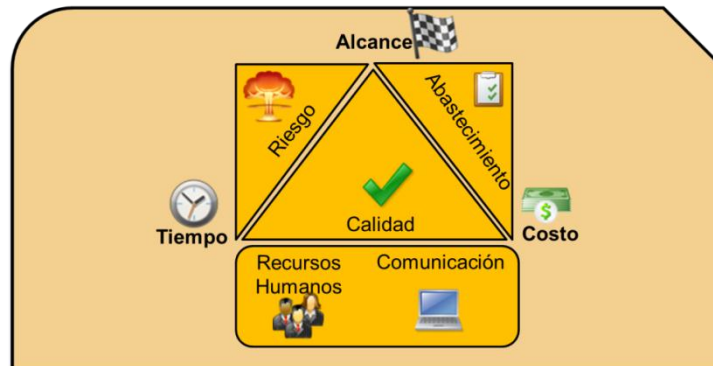 Alcance
Riesgo
Abastecimiento
Calidad
Tiempo
Costo
Recursos
Humanos
Comunicación